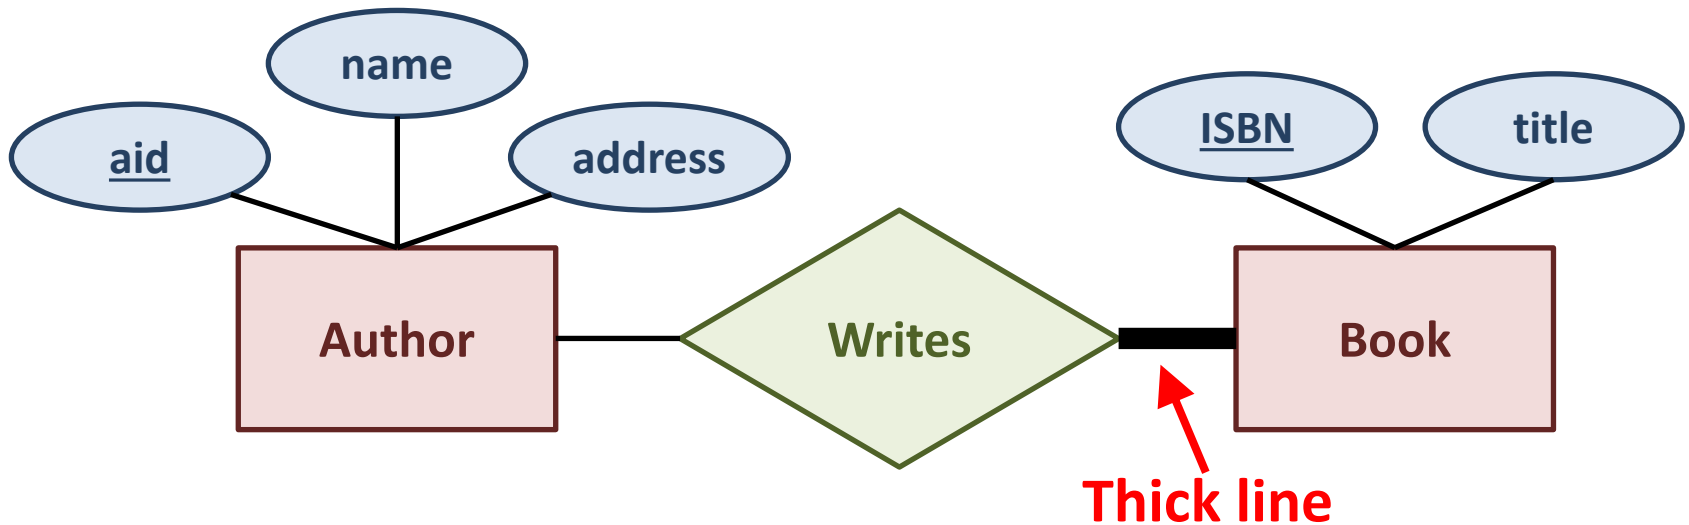 name
aid
address
ISBN
title
Author
Writes
Book
Thick line